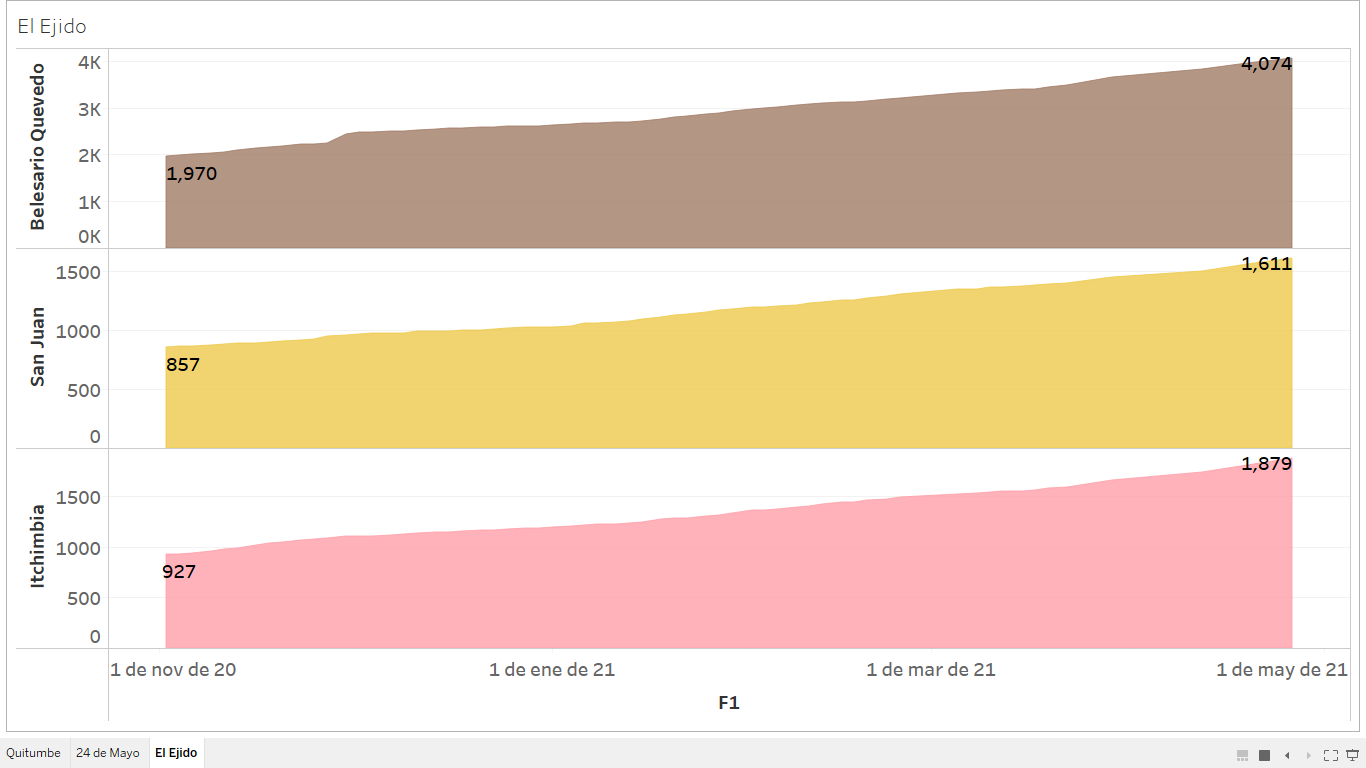 El Ejido
Belesario Quevedo
4K
3K
2K
1K
0K
1,970
4,074
San Juan
1500
1000
500
0
857
1,611
Itchimbia
1500
1000
500
0
927
1,879
1 de nov de 20
1 de ene de 21
1 de mar de 21
1 de may de 21
F1
Quitumbe
24 de Mayo
El Ejido